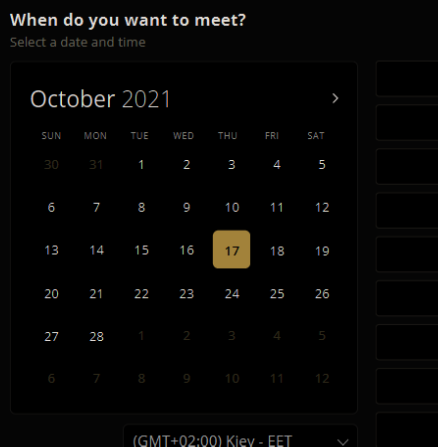 When do you want to meet?
Select a date and time
October 2021 >
SUN MON TUE WED THU FRI SAT
30 31 1 2 3 4 5
6 7 8 9 10 11 12
13 14 15 16 17 18 19
20 21 22 23 24 25 26
27 28 1 2 3 4 5
6 7 8 9 10 11 12
(GMT+02:00) Kiev - EET